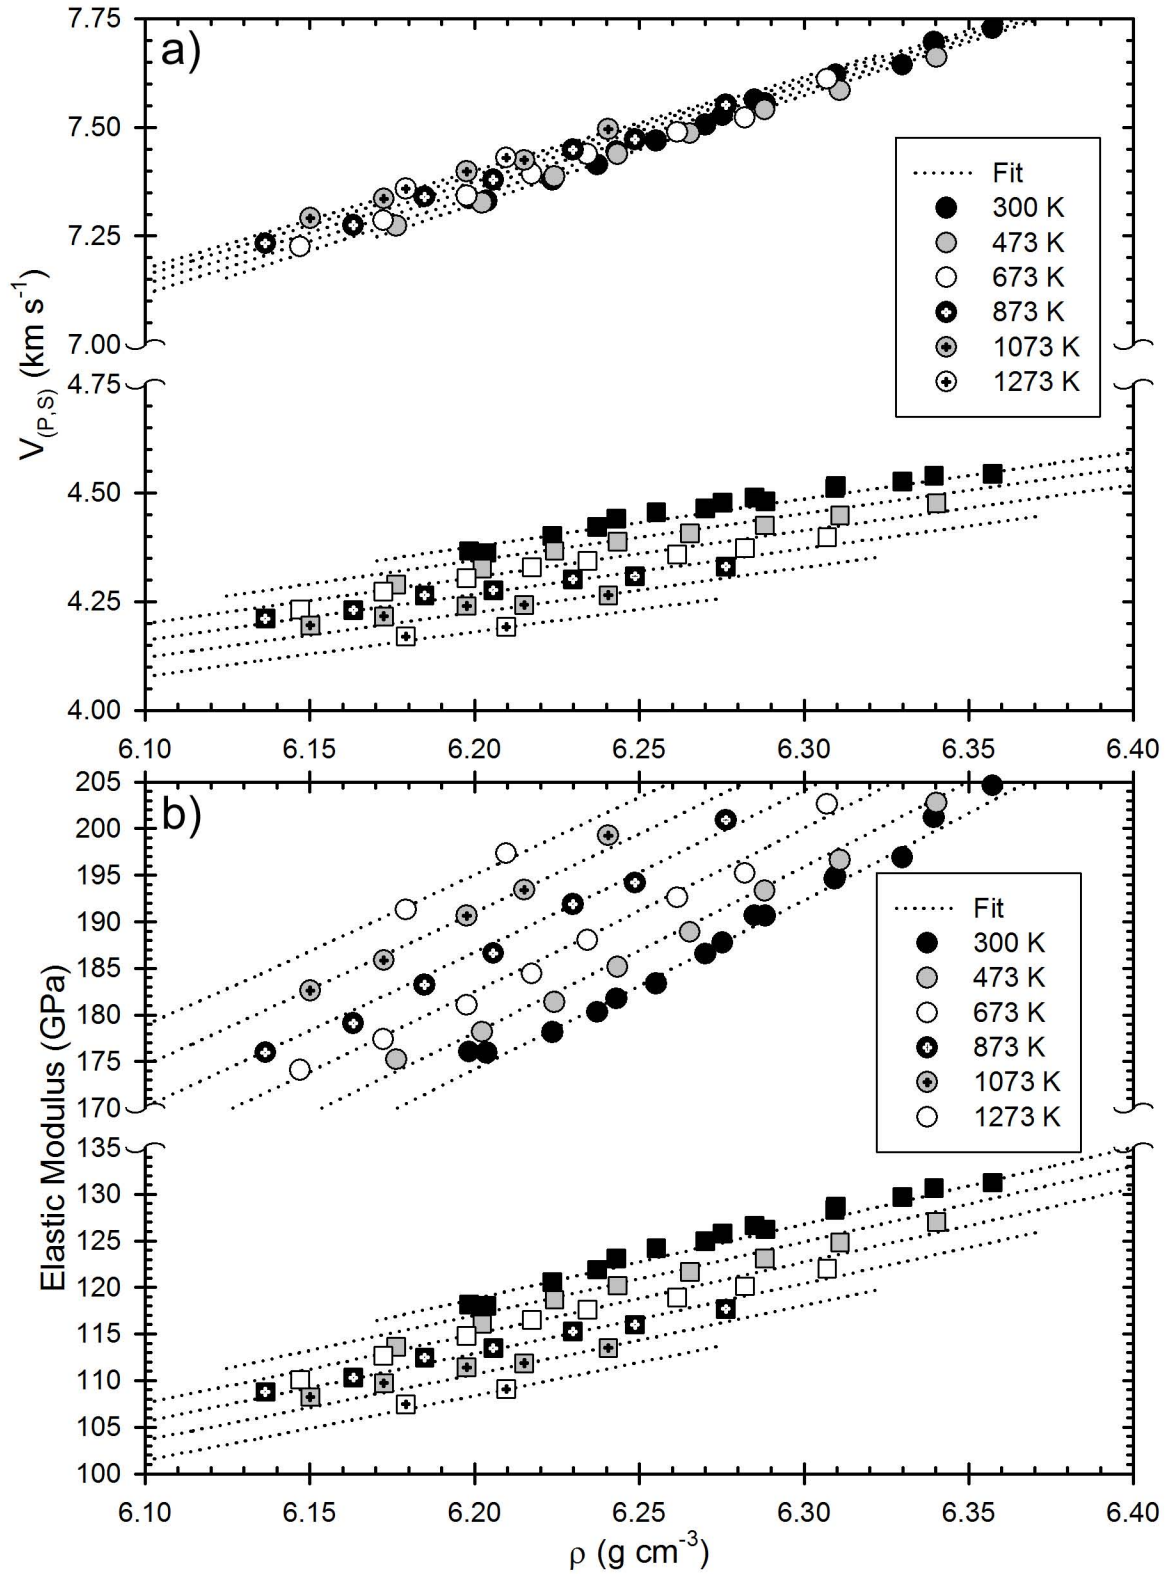 a)
7.75
7.50
7.25
7.00
4.75
4.50
4.25
4.00
V(P,S) (km s-1)
Fit
300 K
473 K
673 K
873 K
1073 K
1273 K
6.10 6.15 6.20 6.25 6.30 6.35 6.40
b)
205
200
195
190
185
180
175
170
135
130
125
120
115
110
105
100
Elastic Modulus (GPa)
Fit
300 K
473 K
673 K
873 K
1073 K
1273 K
6.10 6.15 6.20 6.25 6.30 6.35 6.40
ρ (g cm-3)